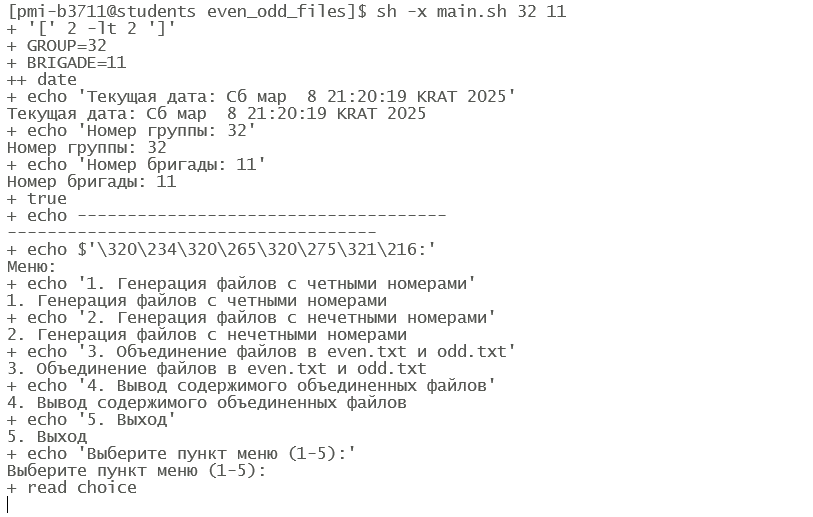 [pmi-b3711@students even_odd_files]$ sh -x main.sh 32 11
+ '[' 2 -lt 2 ']'
+ GROUP=32
+ BRIGADE=11
++ date
+ echo 'Текущая дата: Сб мар  8 21:20:19 KRAT 2025'
Текущая дата: Сб мар  8 21:20:19 KRAT 2025
+ echo 'Номер группы: 32'
Номер группы: 32
+ echo 'Номер бригады: 11'
Номер бригады: 11
+ true
+ echo -------------------------------------
-------------------------------------
+ echo $'\320\234\320\265\320\275\321\216:'
Меню:
+ echo '1. Генерация файлов с четными номерами'
1. Генерация файлов с четными номерами
+ echo '2. Генерация файлов с нечетными номерами'
2. Генерация файлов с нечетными номерами
+ echo '3. Объединение файлов в even.txt и odd.txt'
3. Объединение файлов в even.txt и odd.txt
+ echo '4. Вывод содержимого объединенных файлов'
4. Вывод содержимого объединенных файлов
+ echo '5. Выход'
5. Выход
+ echo 'Выберите пункт меню (1-5):'
Выберите пункт меню (1-5):
+ read choice